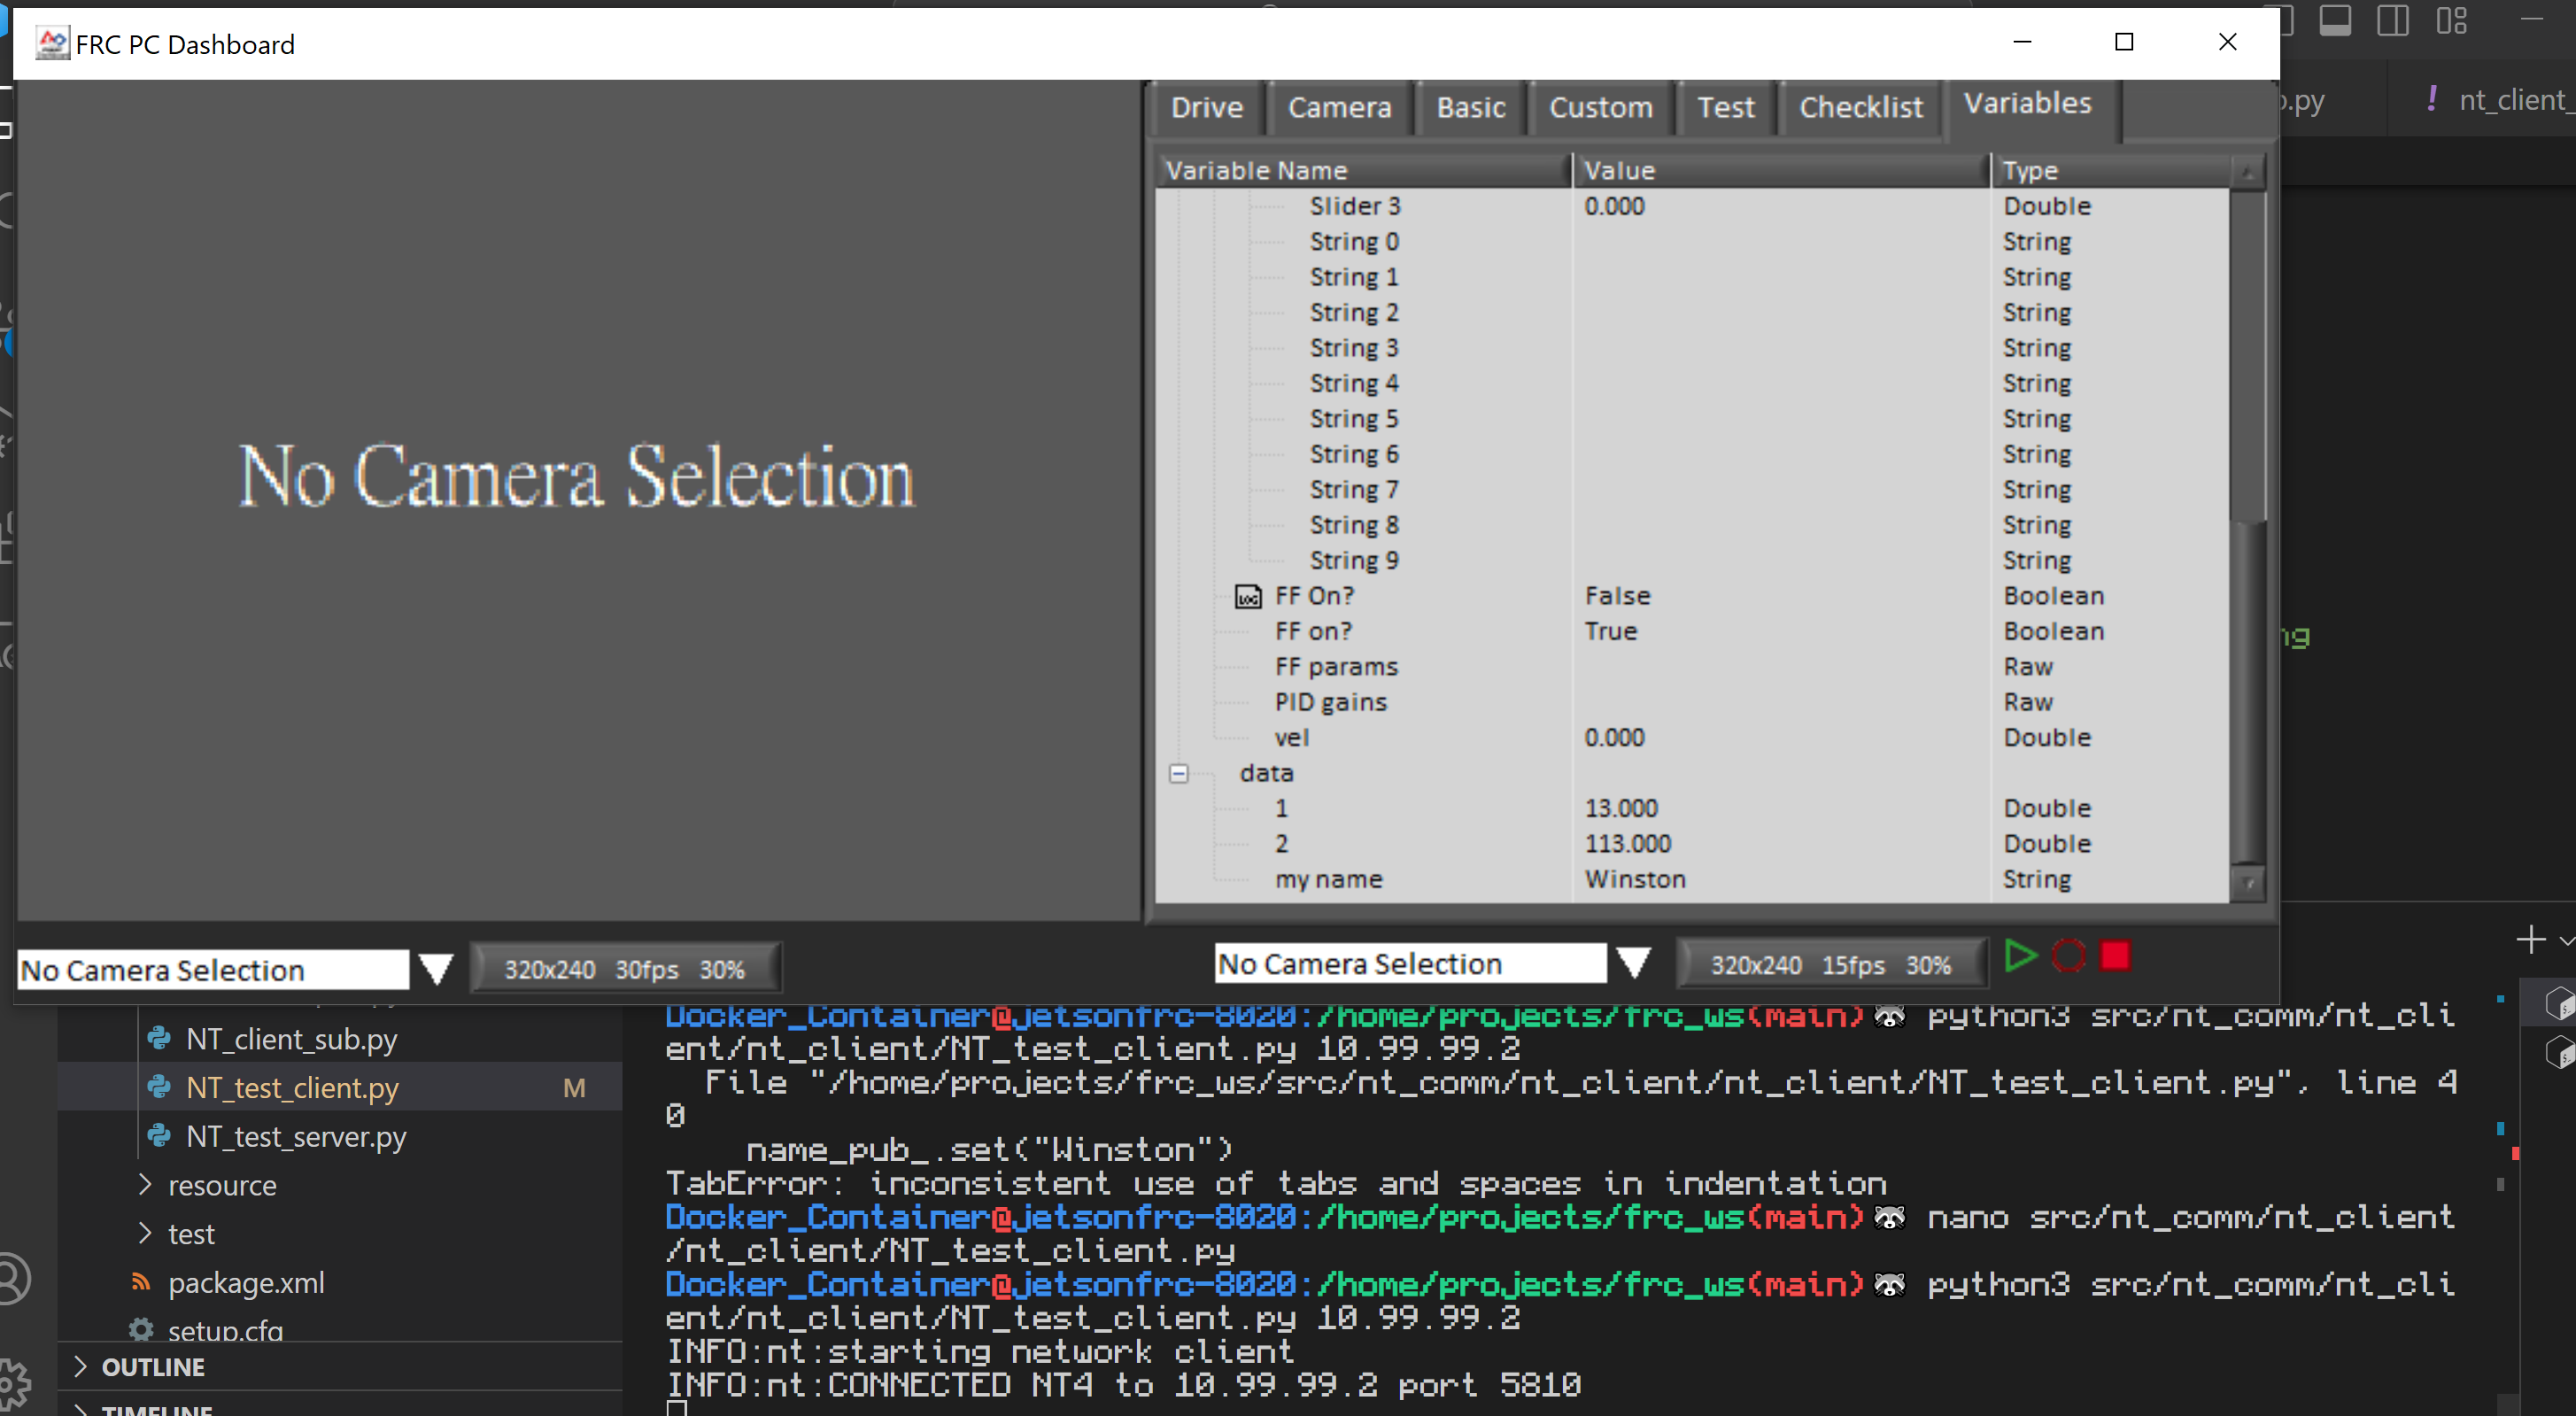 FRC PC Dashboard
Drive Camera Basic Custom Test Checklist Variables
.py ! nt_client_
Variable Name Value Type
Slider 3 0.000 Double
String 0 String
String 1 String
String 2 String
String 3 String
String 4 String
String 5 String
No Camera Selection
String 6 String
String 7 String
String 8 String
String 9 String
LOG FF On? False Boolean
FF on? True Boolean
FF params Raw
PID gains Raw
vel 0.000 Double
data
1 13.000 Double
2 113.000 Double
my name Winston String
No Camera Selection 320x240 30fps 30%
No Camera Selection 320x240 15fps 30%
NT_client_sub.py
NT_test_client.py M
NT_test_server.py
resource
test
package.xml
setup.cfg
OUTLINE
TIMELINE
Docker_Container@jetsonfrc-8020:/home/projects/frc_ws(main)🦝 python3 src/nt_comm/nt_cli
ent/nt_client/NT_test_client.py 10.99.99.2
File "/home/projects/frc_ws/src/nt_comm/nt_client/nt_client/NT_test_client.py", line 4
0
name_pub_.set("Winston")
TabError: inconsistent use of tabs and spaces in indentation
Docker_Container@jetsonfrc-8020:/home/projects/frc_ws(main)🦝 nano src/nt_comm/nt_client
/nt_client/NT_test_client.py
Docker_Container@jetsonfrc-8020:/home/projects/frc_ws(main)🦝 python3 src/nt_comm/nt_cli
ent/nt_client/NT_test_client.py 10.99.99.2
INFO:nt:starting network client
INFO:nt:CONNECTED NT4 to 10.99.99.2 port 5810